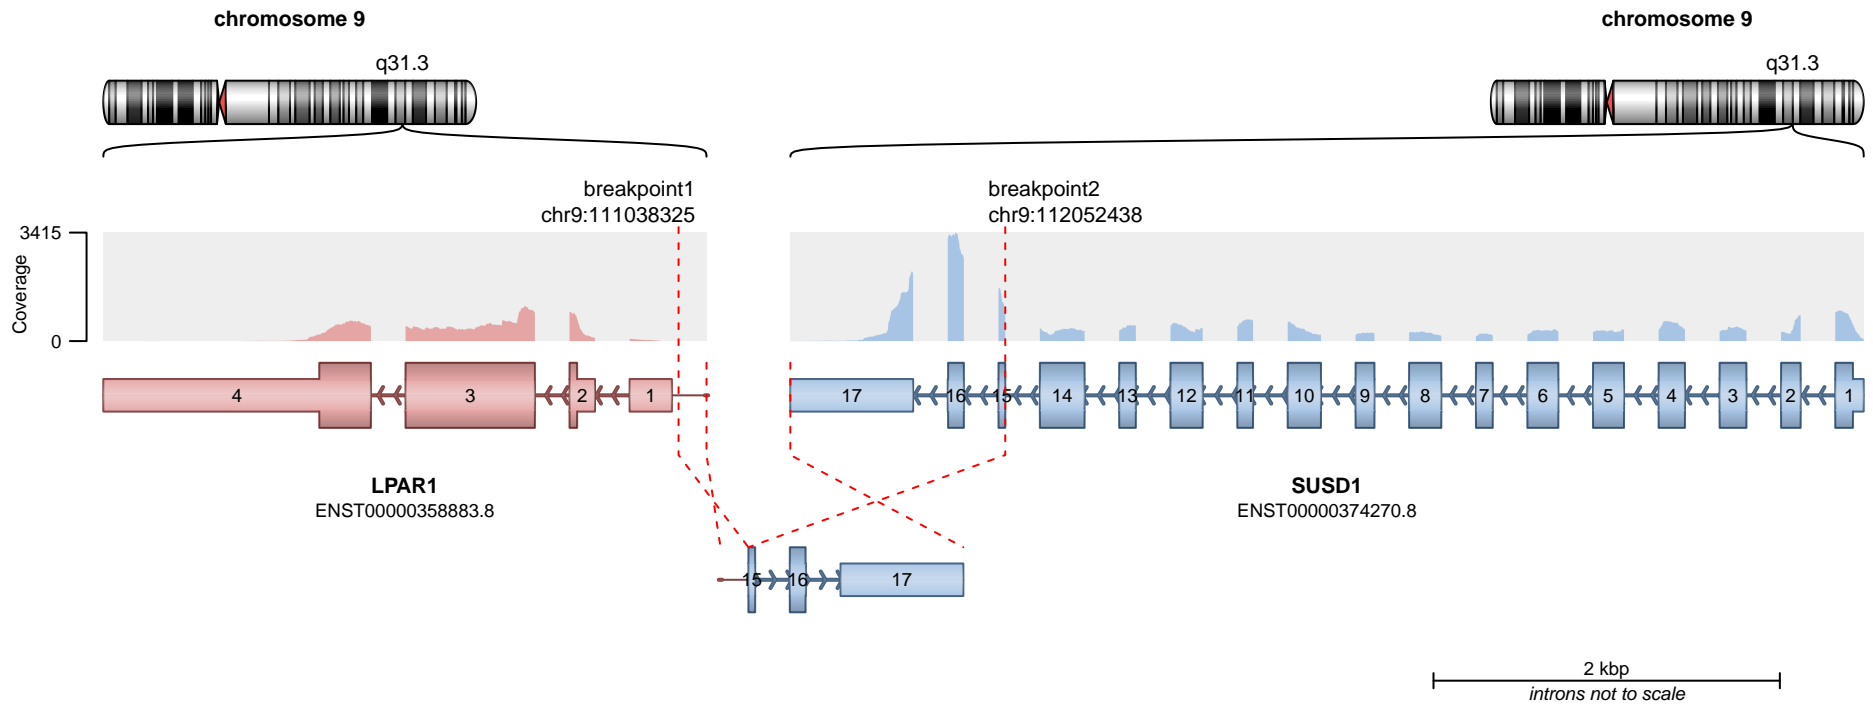 chromosome 9
chromosome 9
q31.3
q31.3
breakpoint1
chr9:111038325
breakpoint2
chr9:112052438
3415
0
Coverage
4 3 2 1
17 16 15 14 13 12 11 10 9 8 7 6 5 4 3 2 1
LPAR1
ENST00000358883.8
SUSD1
ENST00000374270.8
15 16 17
2 kbp
introns not to scale